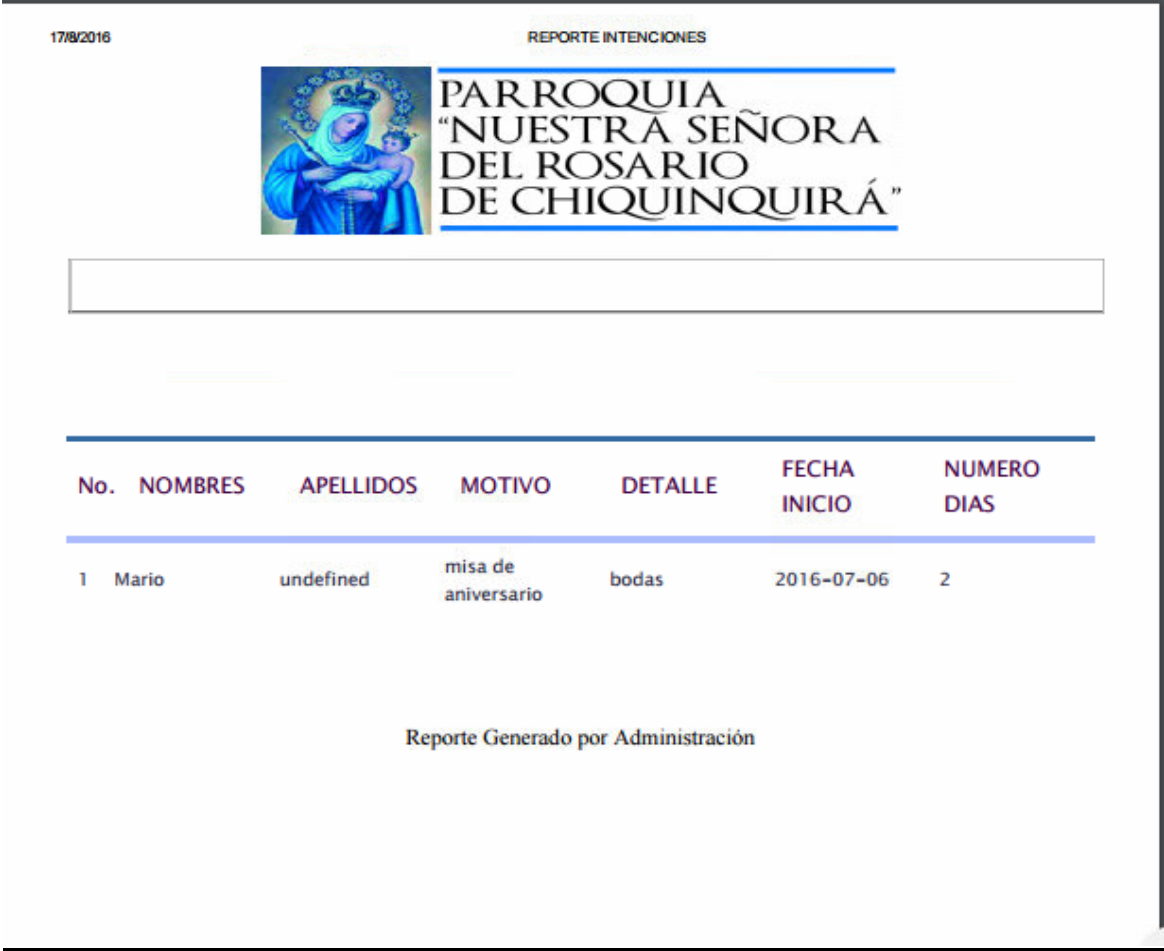 17/8/2016 REPORTE INTENCIONES
PARROQUIA
“NUESTRA SEÑORA
DEL ROSARIO
DE CHIQUINQUIRÁ”
No. NOMBRES APELLIDOS MOTIVO DETALLE FECHA INICIO NUMERO DIAS
1 Mario undefined misa de aniversario bodas 2016-07-06 2
Reporte Generado por Administración